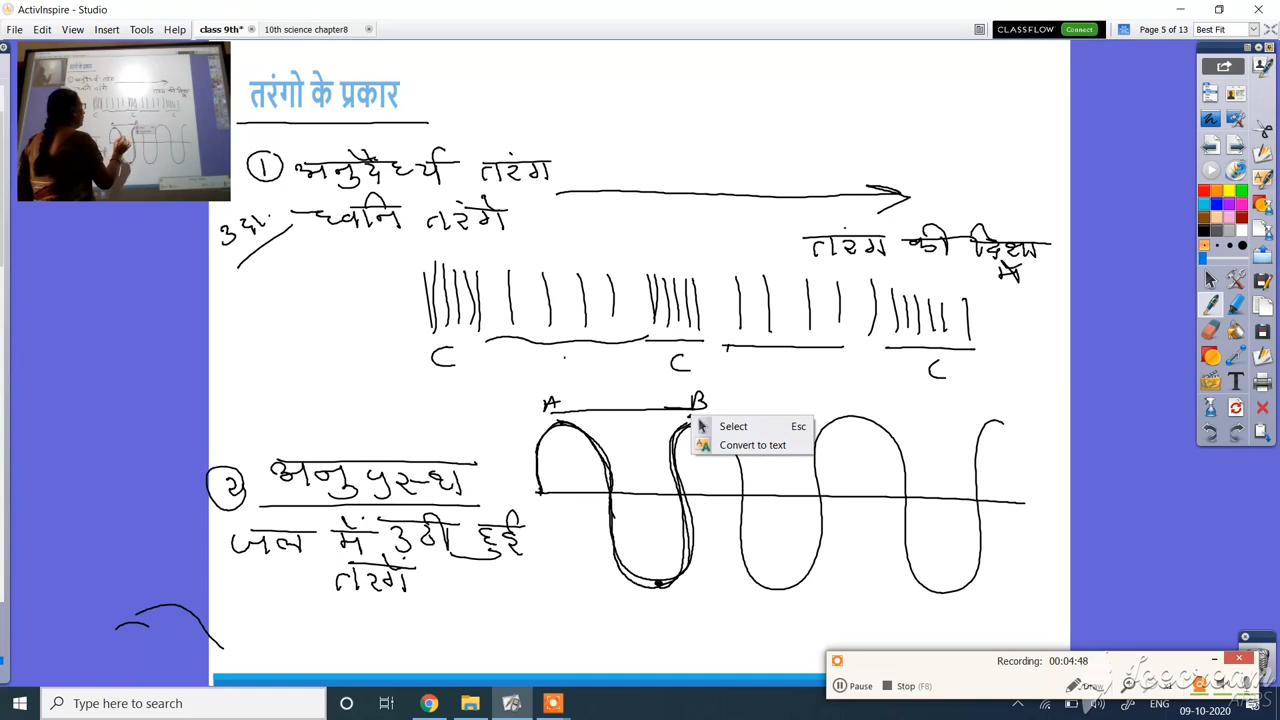 ActivInspire - Studio
File Edit View Insert Tools Help
class 9th*
10th science chapter8
CLASSFLOW Connect
Page 5 of 13
Best Fit
तरंगो के प्रकार
① अनुदैर्ध्य तरंग
उदा. ध्वनि तरंगे
तरंग की दिशा
में
C C C
A B
Select Esc
Convert to text
② अनुप्रस्थ
जल में उठी हुई
तरंगे
Recording: 00:04:48
Pause Stop (F8) Draw
Type here to search
ENG
09-10-2020